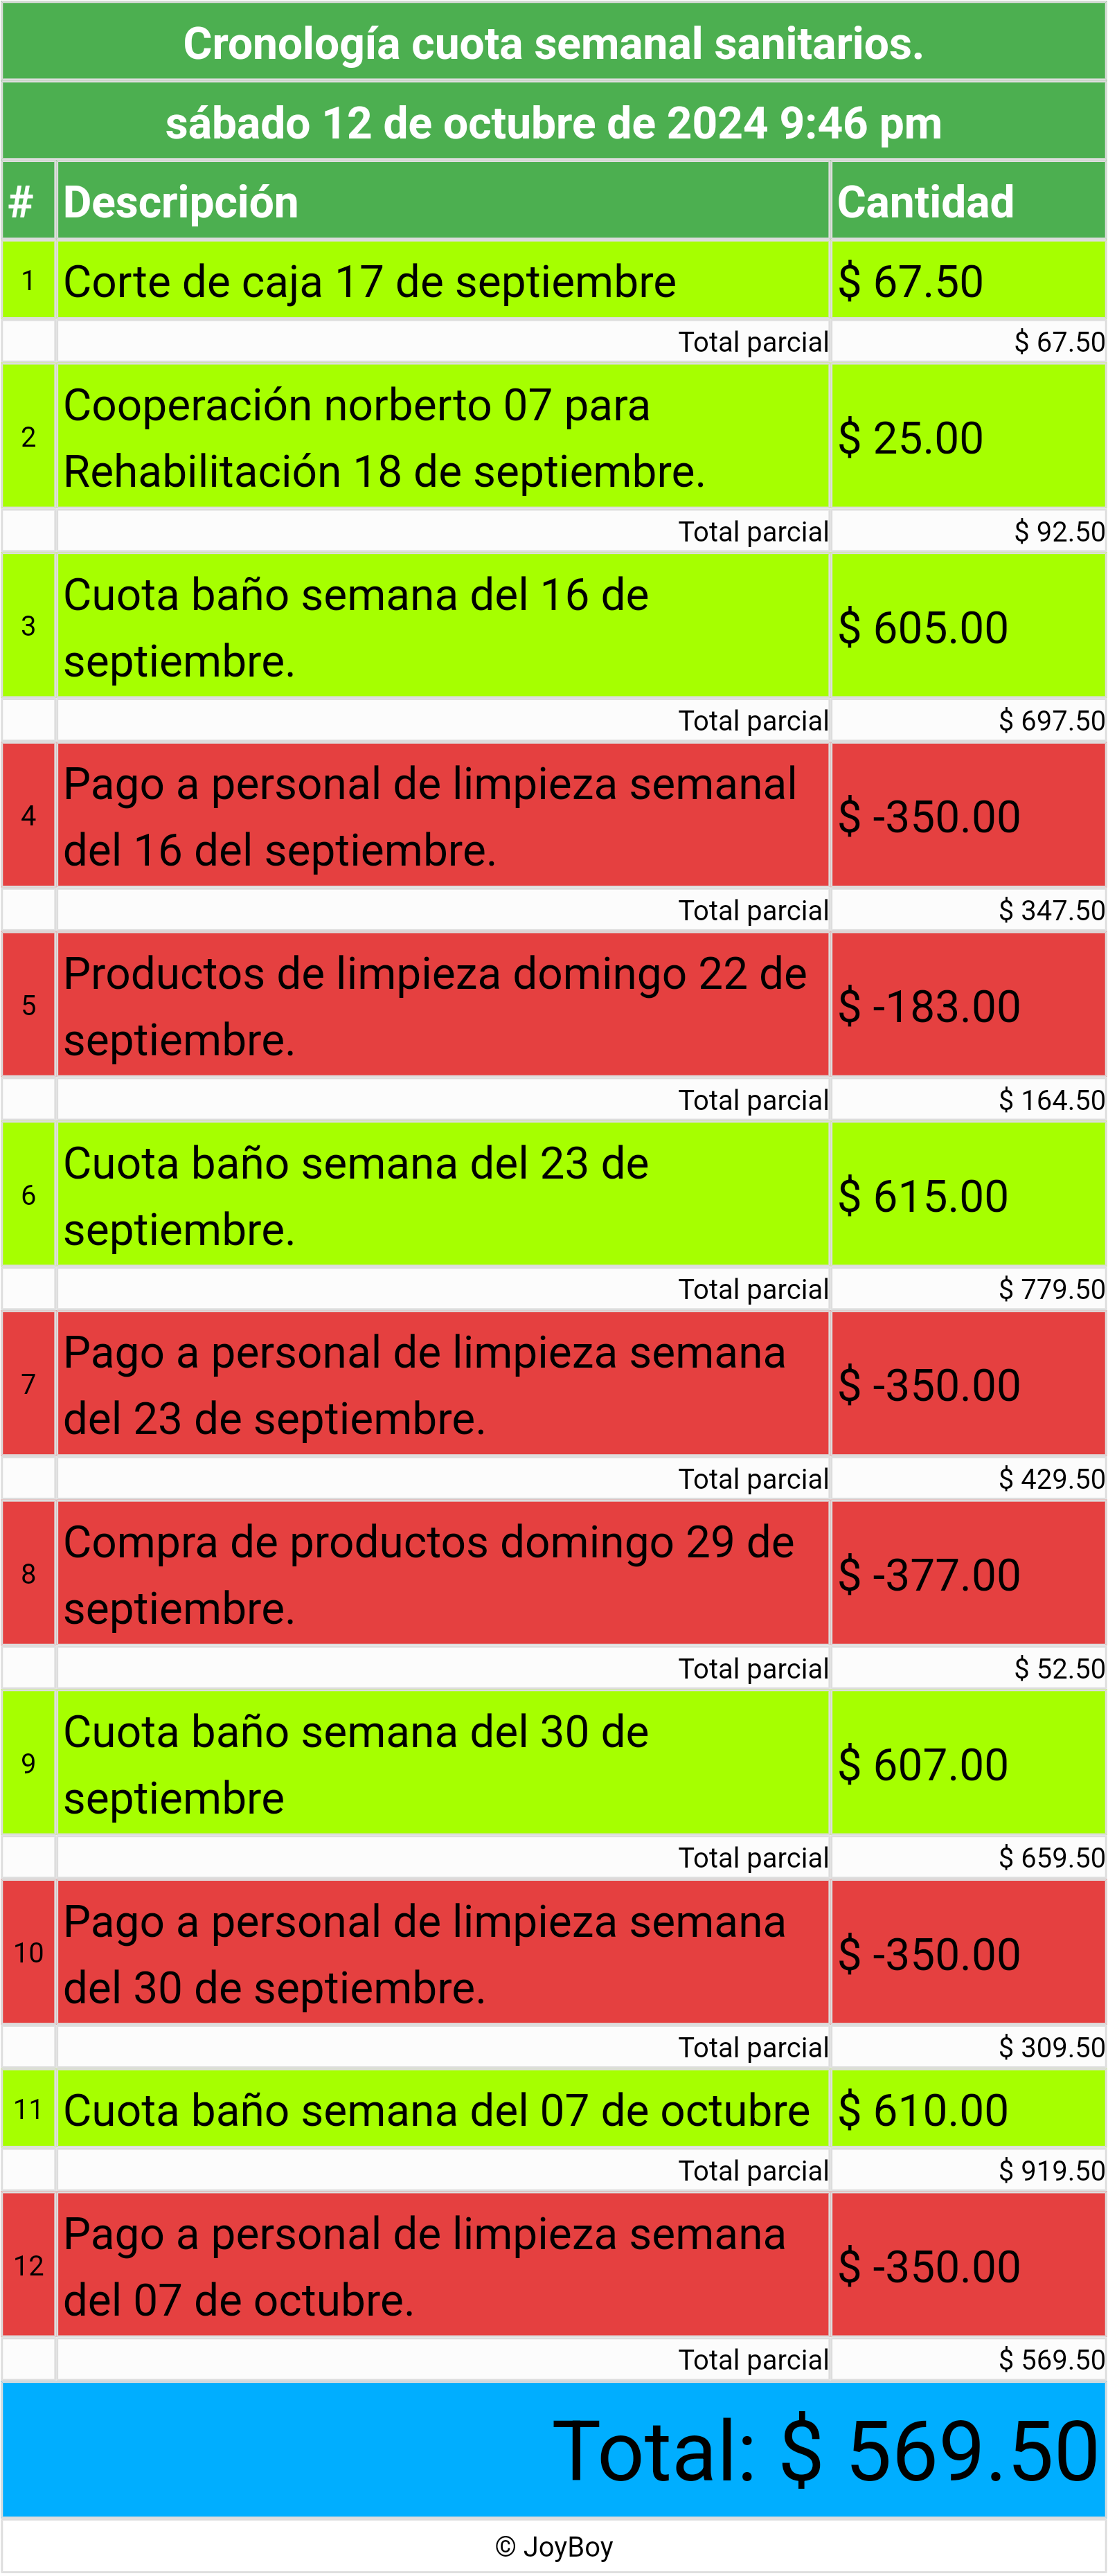 Cronología cuota semanal sanitarios.
sábado 12 de octubre de 2024 9:46 pm
# Descripción Cantidad
1 Corte de caja 17 de septiembre $ 67.50
Total parcial $ 67.50
Cooperación norberto 07 para
2 $ 25.00
Rehabilitación 18 de septiembre.
Total parcial $ 92.50
Cuota baño semana del 16 de
3 $ 605.00
septiembre.
Total parcial $ 697.50
Pago a personal de limpieza semanal
4 $ -350.00
del 16 del septiembre.
Total parcial $ 347.50
Productos de limpieza domingo 22 de
5 $ -183.00
septiembre.
Total parcial $ 164.50
Cuota baño semana del 23 de
6 $ 615.00
septiembre.
Total parcial $ 779.50
Pago a personal de limpieza semana
7 $ -350.00
del 23 de septiembre.
Total parcial $ 429.50
Compra de productos domingo 29 de
8 $ -377.00
septiembre.
Total parcial $ 52.50
Cuota baño semana del 30 de
9 $ 607.00
septiembre
Total parcial $ 659.50
Pago a personal de limpieza semana
10 $ -350.00
del 30 de septiembre.
Total parcial $ 309.50
11 Cuota baño semana del 07 de octubre $ 610.00
Total parcial $ 919.50
Pago a personal de limpieza semana
12 $ -350.00
del 07 de octubre.
Total parcial $ 569.50
Total: $ 569.50
© JoyBoy